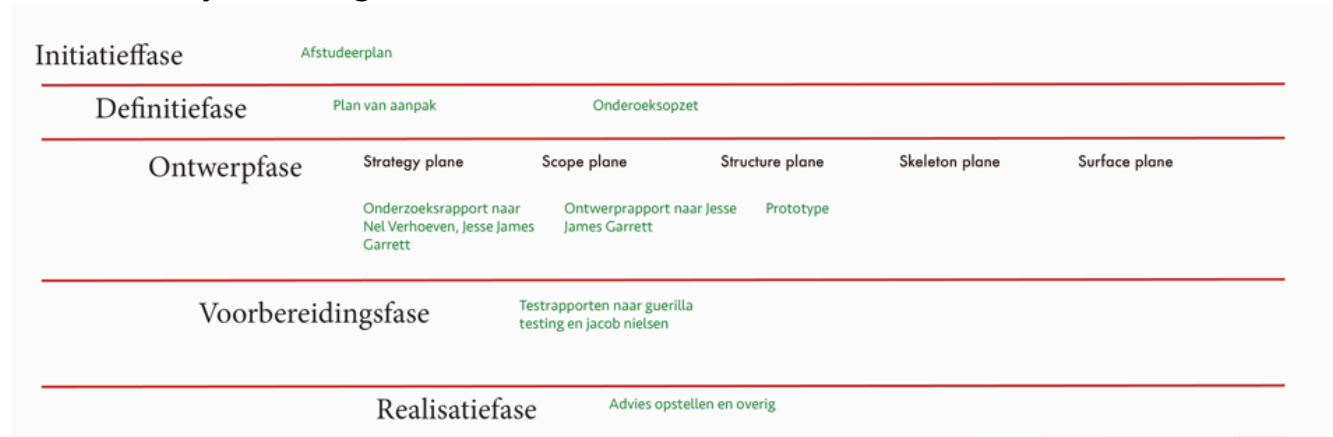 Initiatieffase Afstudeerplan
Definitiefase Plan van aanpak Onderoeksopzet
Ontwerpfase Strategy plane Scope plane Structure plane Skeleton plane Surface plane
Onderzoeksrapport naar Ontwerprapport naar Jesse Prototype
Nel Verhoeven, Jesse James James Garrett
Garrett
Voorbereidingsfase Testrapporten naar guerilla
testing en jacob nielsen
Realisatiefase Advies opstellen en overig